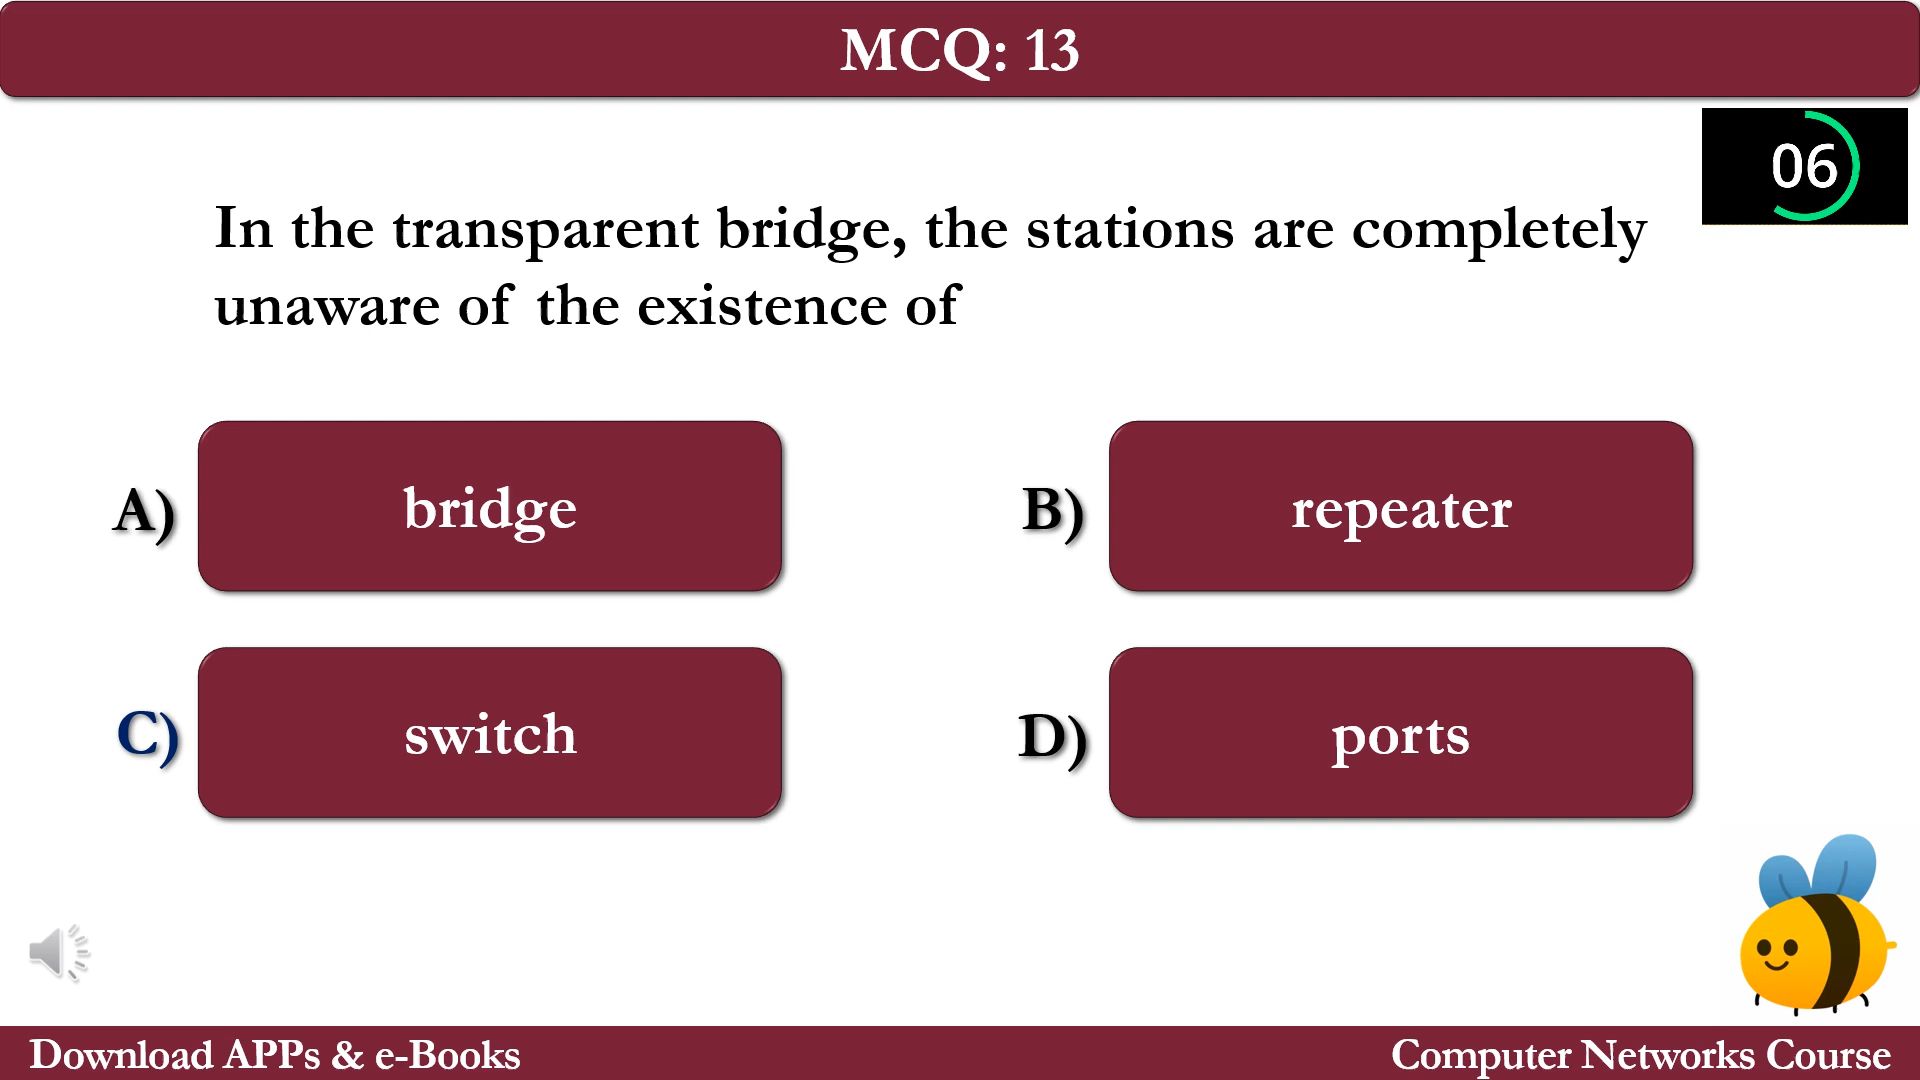 MCQ: 13
06
In the transparent bridge, the stations are completely
unaware of the existence of
A) bridge
B) repeater
C) switch
D) ports
Download APPs & e-Books
Computer Networks Course